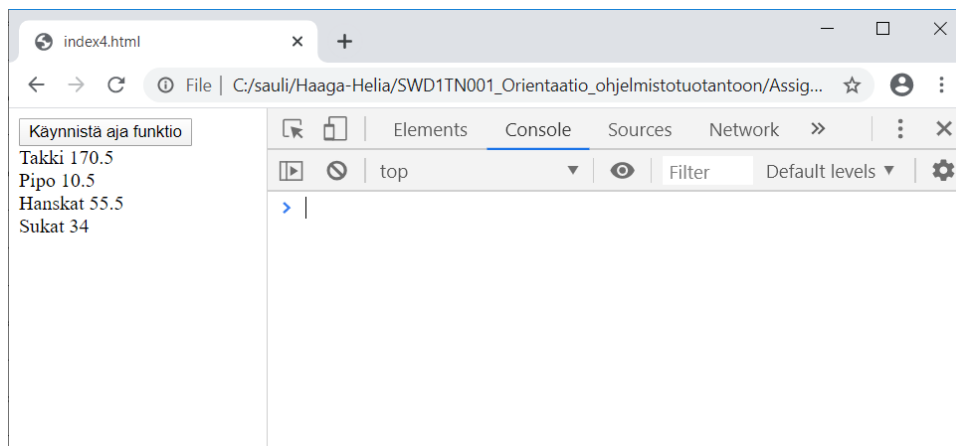 index4.html
File | C:/sauli/Haaga-Helia/SWD1TN001_Orientaatio_ohjelmistotuotantoon/Assig...
Käynnistä aja funktio
Takki 170.5
Pipo 10.5
Hanskat 55.5
Sukat 34
Elements Console Sources Network »
top Filter Default levels ▼